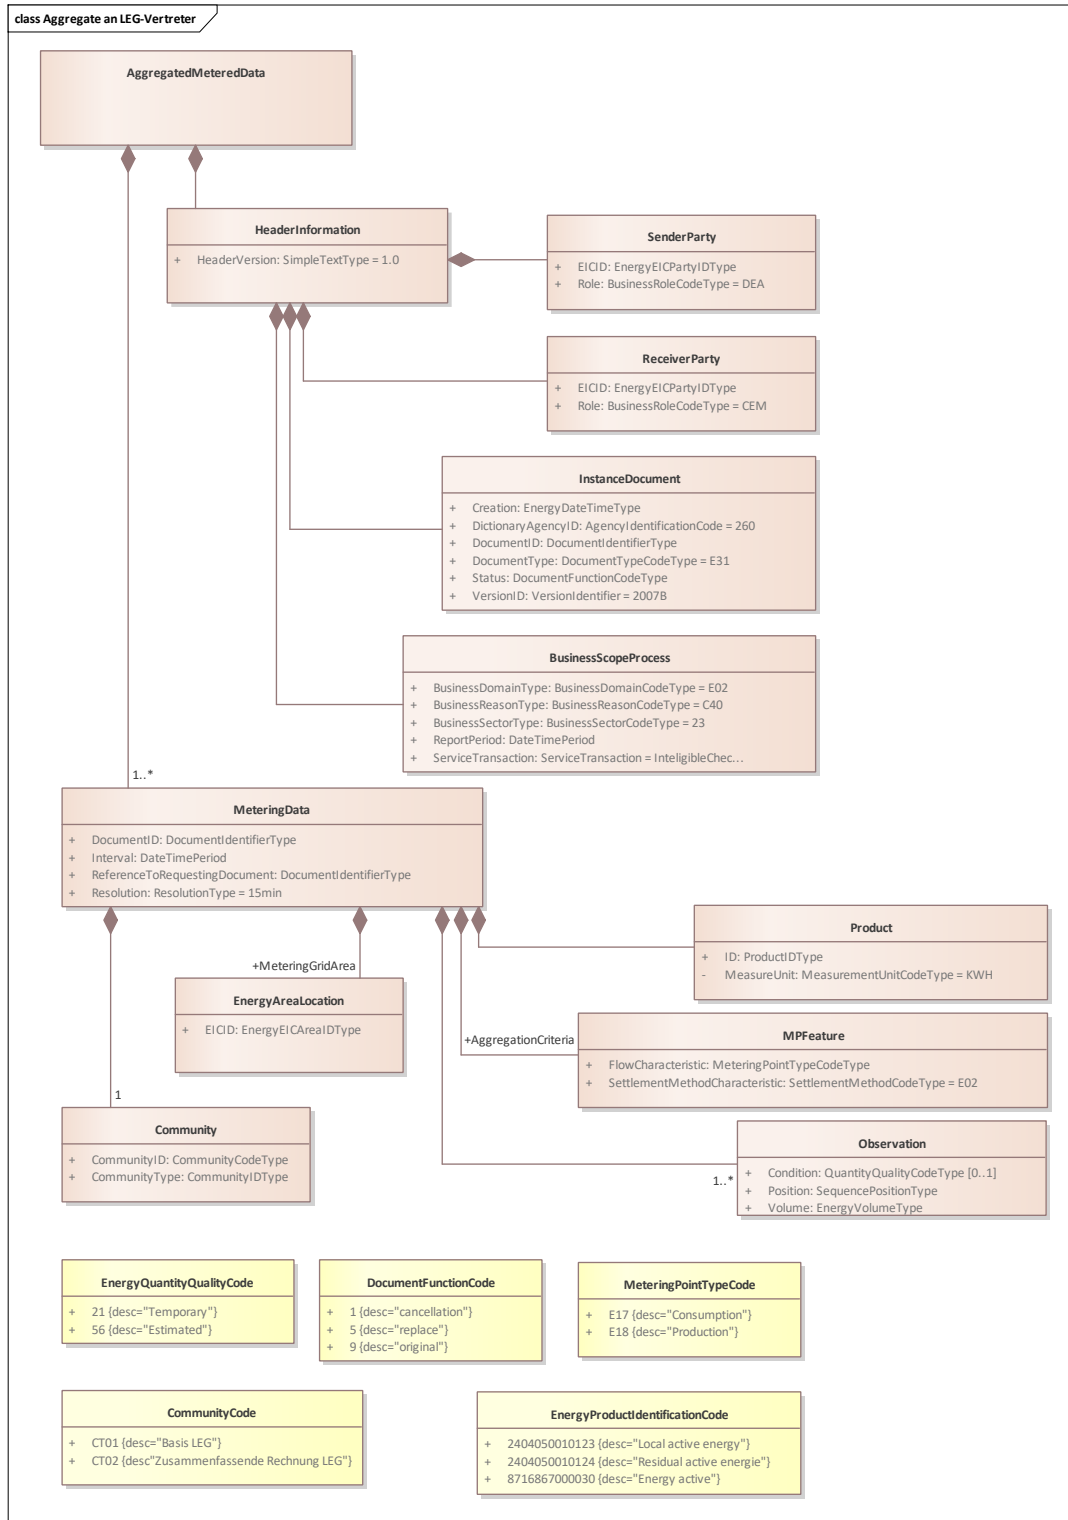 class Aggregate an LEG-Vertreter
AggregatedMeteredData
HeaderInformation
+ HeaderVersion: SimpleTextType = 1.0
SenderParty
+ EICID: EnergyEICPartyIDType
+ Role: BusinessRoleCodeType = DEA
ReceiverParty
+ EICID: EnergyEICPartyIDType
+ Role: BusinessRoleCodeType = CEM
InstanceDocument
+ Creation: EnergyDateTimeType
+ DictionaryAgencyID: AgencyIdentificationCode = 260
+ DocumentID: DocumentIdentifierType
+ DocumentType: DocumentTypeCodeType = E31
+ Status: DocumentFunctionCodeType
+ VersionID: VersionIdentifier = 2007B
BusinessScopeProcess
+ BusinessDomainType: BusinessDomainCodeType = E02
+ BusinessReasonType: BusinessReasonCodeType = C40
+ BusinessSectorType: BusinessSectorCodeType = 23
+ ReportPeriod: DateTimePeriod
+ ServiceTransaction: ServiceTransaction = InteligibleChec...
1..*
MeteringData
+ DocumentID: DocumentIdentifierType
+ Interval: DateTimePeriod
+ ReferenceToRequestingDocument: DocumentIdentifierType
+ Resolution: ResolutionType = 15min
Product
+ ID: ProductIDType
- MeasureUnit: MeasurementUnitCodeType = KWH
+MeteringGridArea
EnergyAreaLocation
+ EICID: EnergyEICAreaIDType
+AggregationCriteria
MPFeature
+ FlowCharacteristic: MeteringPointTypeCodeType
+ SettlementMethodCharacteristic: SettlementMethodCodeType = E02
1
Community
+ CommunityID: CommunityCodeType
+ CommunityType: CommunityIDType
1..*
Observation
+ Condition: QuantityQualityCodeType [0..1]
+ Position: SequencePositionType
+ Volume: EnergyVolumeType
EnergyQuantityQualityCode
+ 21 {desc="Temporary"}
+ 56 {desc="Estimated"}
DocumentFunctionCode
+ 1 {desc="cancellation"}
+ 5 {desc="replace"}
+ 9 {desc="original"}
MeteringPointTypeCode
+ E17 {desc="Consumption"}
+ E18 {desc="Production"}
CommunityCode
+ CT01 {desc="Basis LEG"}
+ CT02 {desc"Zusammenfassende Rechnung LEG"}
EnergyProductIdentificationCode
+ 2404050010123 {desc="Local active energy"}
+ 2404050010124 {desc="Residual active energie"}
+ 8716867000030 {desc="Energy active"}